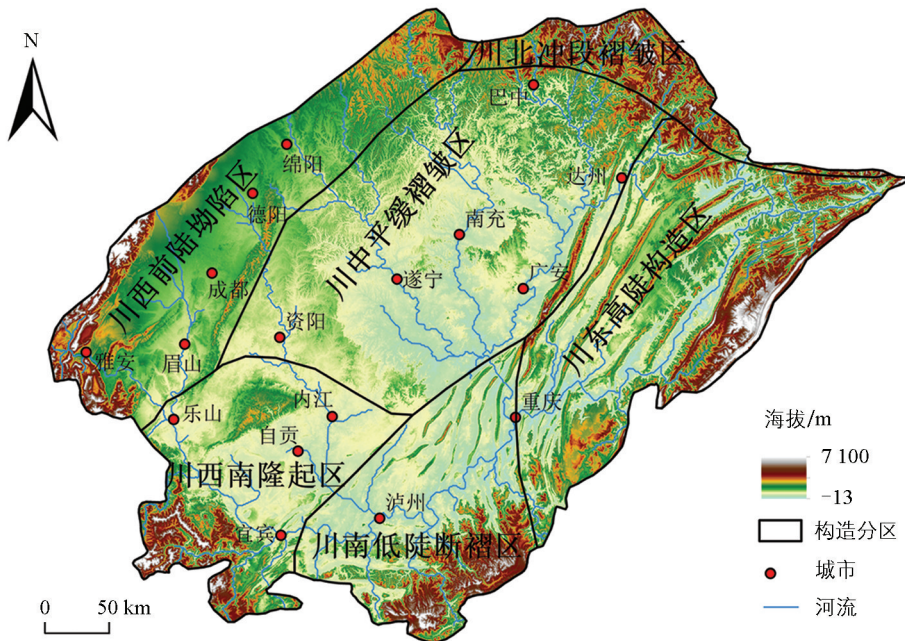 N
川北冲段褶皱区
巴中
绵阳
川中平缓褶皱区
达州
德阳
川西前陆坳陷区
南充
川东高陡构造区
成都
遂宁
广安
资阳
雅安
眉山
乐山
内江
重庆
自贡
川西南隆起区
泸州
宜宾
川南低陡断褶区
海拔/m
7 100
-13
构造分区
城市
河流
0 50 km